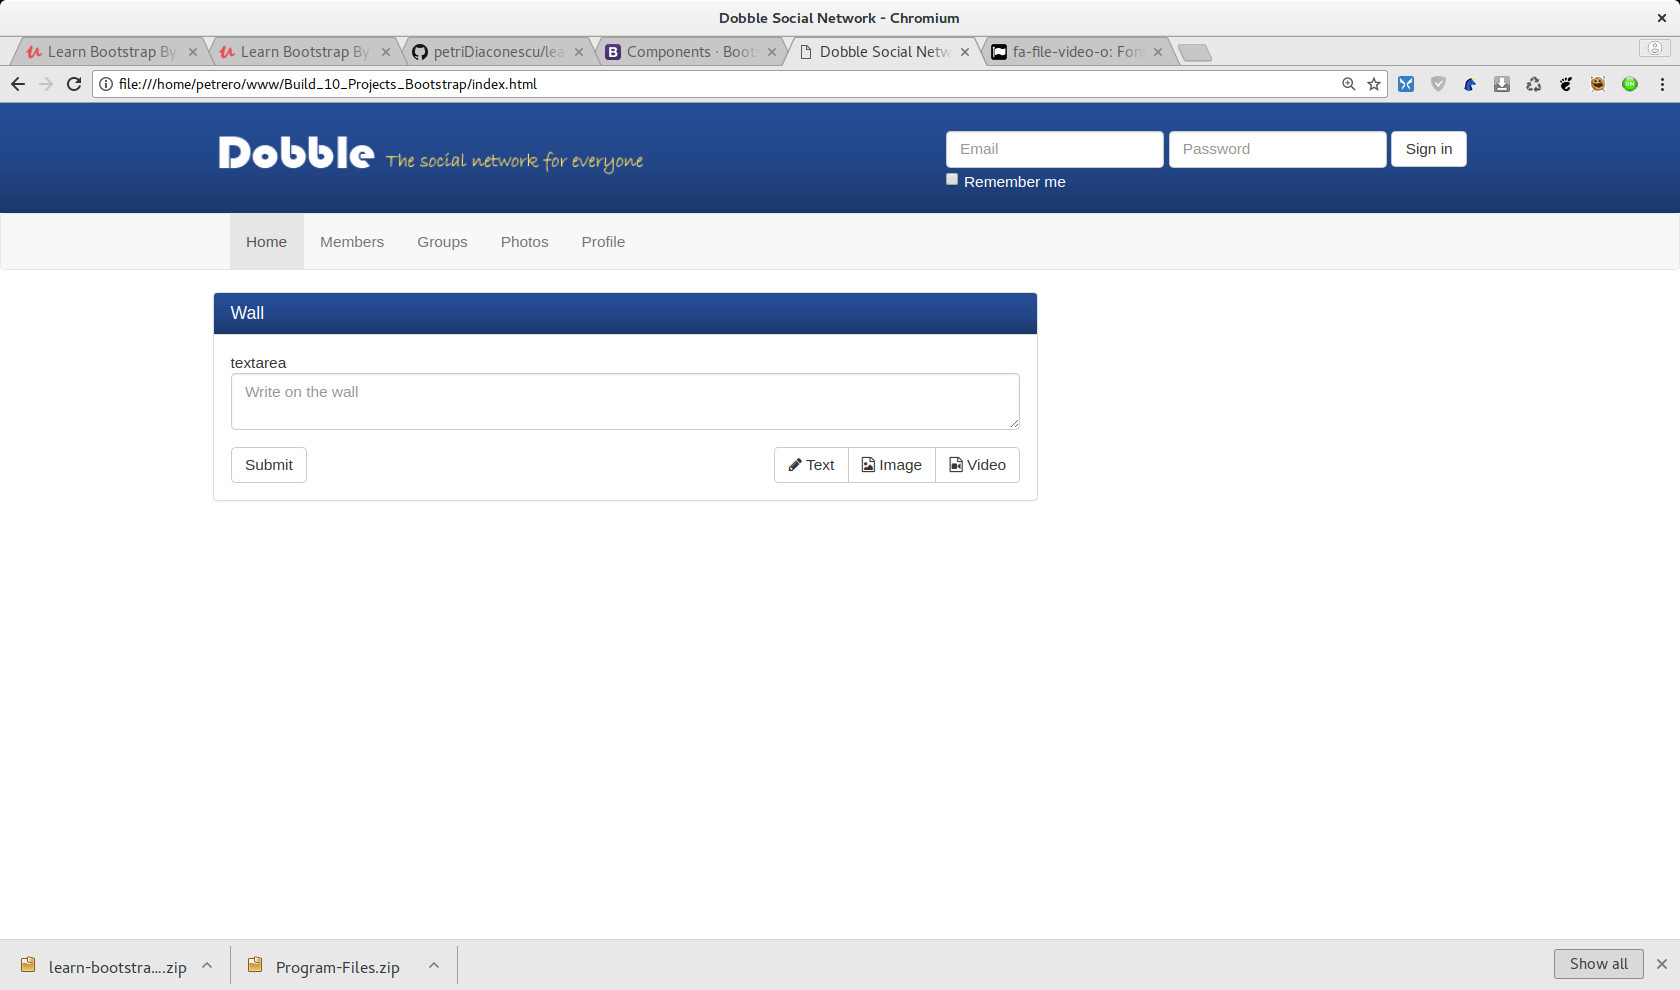 Dobble Social Network - Chromium
Learn Bootstrap By
Learn Bootstrap By
petriDiaconescu/lea
Components · Boots
Dobble Social Netw
fa-file-video-o: Fon
file:///home/petrero/www/Build_10_Projects_Bootstrap/index.html
Dobble The social network for everyone
Email Password Sign in
Remember me
Home Members Groups Photos Profile
Wall
textarea
Write on the wall
Submit Text Image Video
learn-bootstra....zip Program-Files.zip Show all